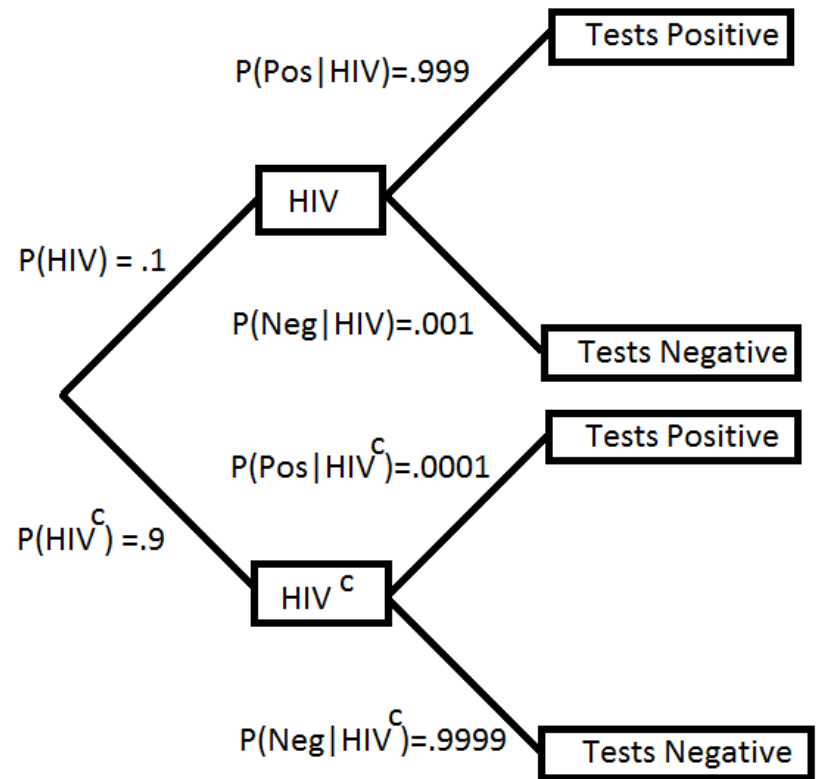 Tests Positive
P(Pos|HIV)=.999
HIV
P(HIV) = .1
P(Neg|HIV)=.001
Tests Negative
Tests Positive
P(Pos|HIVᶜ)=.0001
P(HIVᶜ) =.9
HIV ᶜ
P(Neg|HIVᶜ)=.9999
Tests Negative